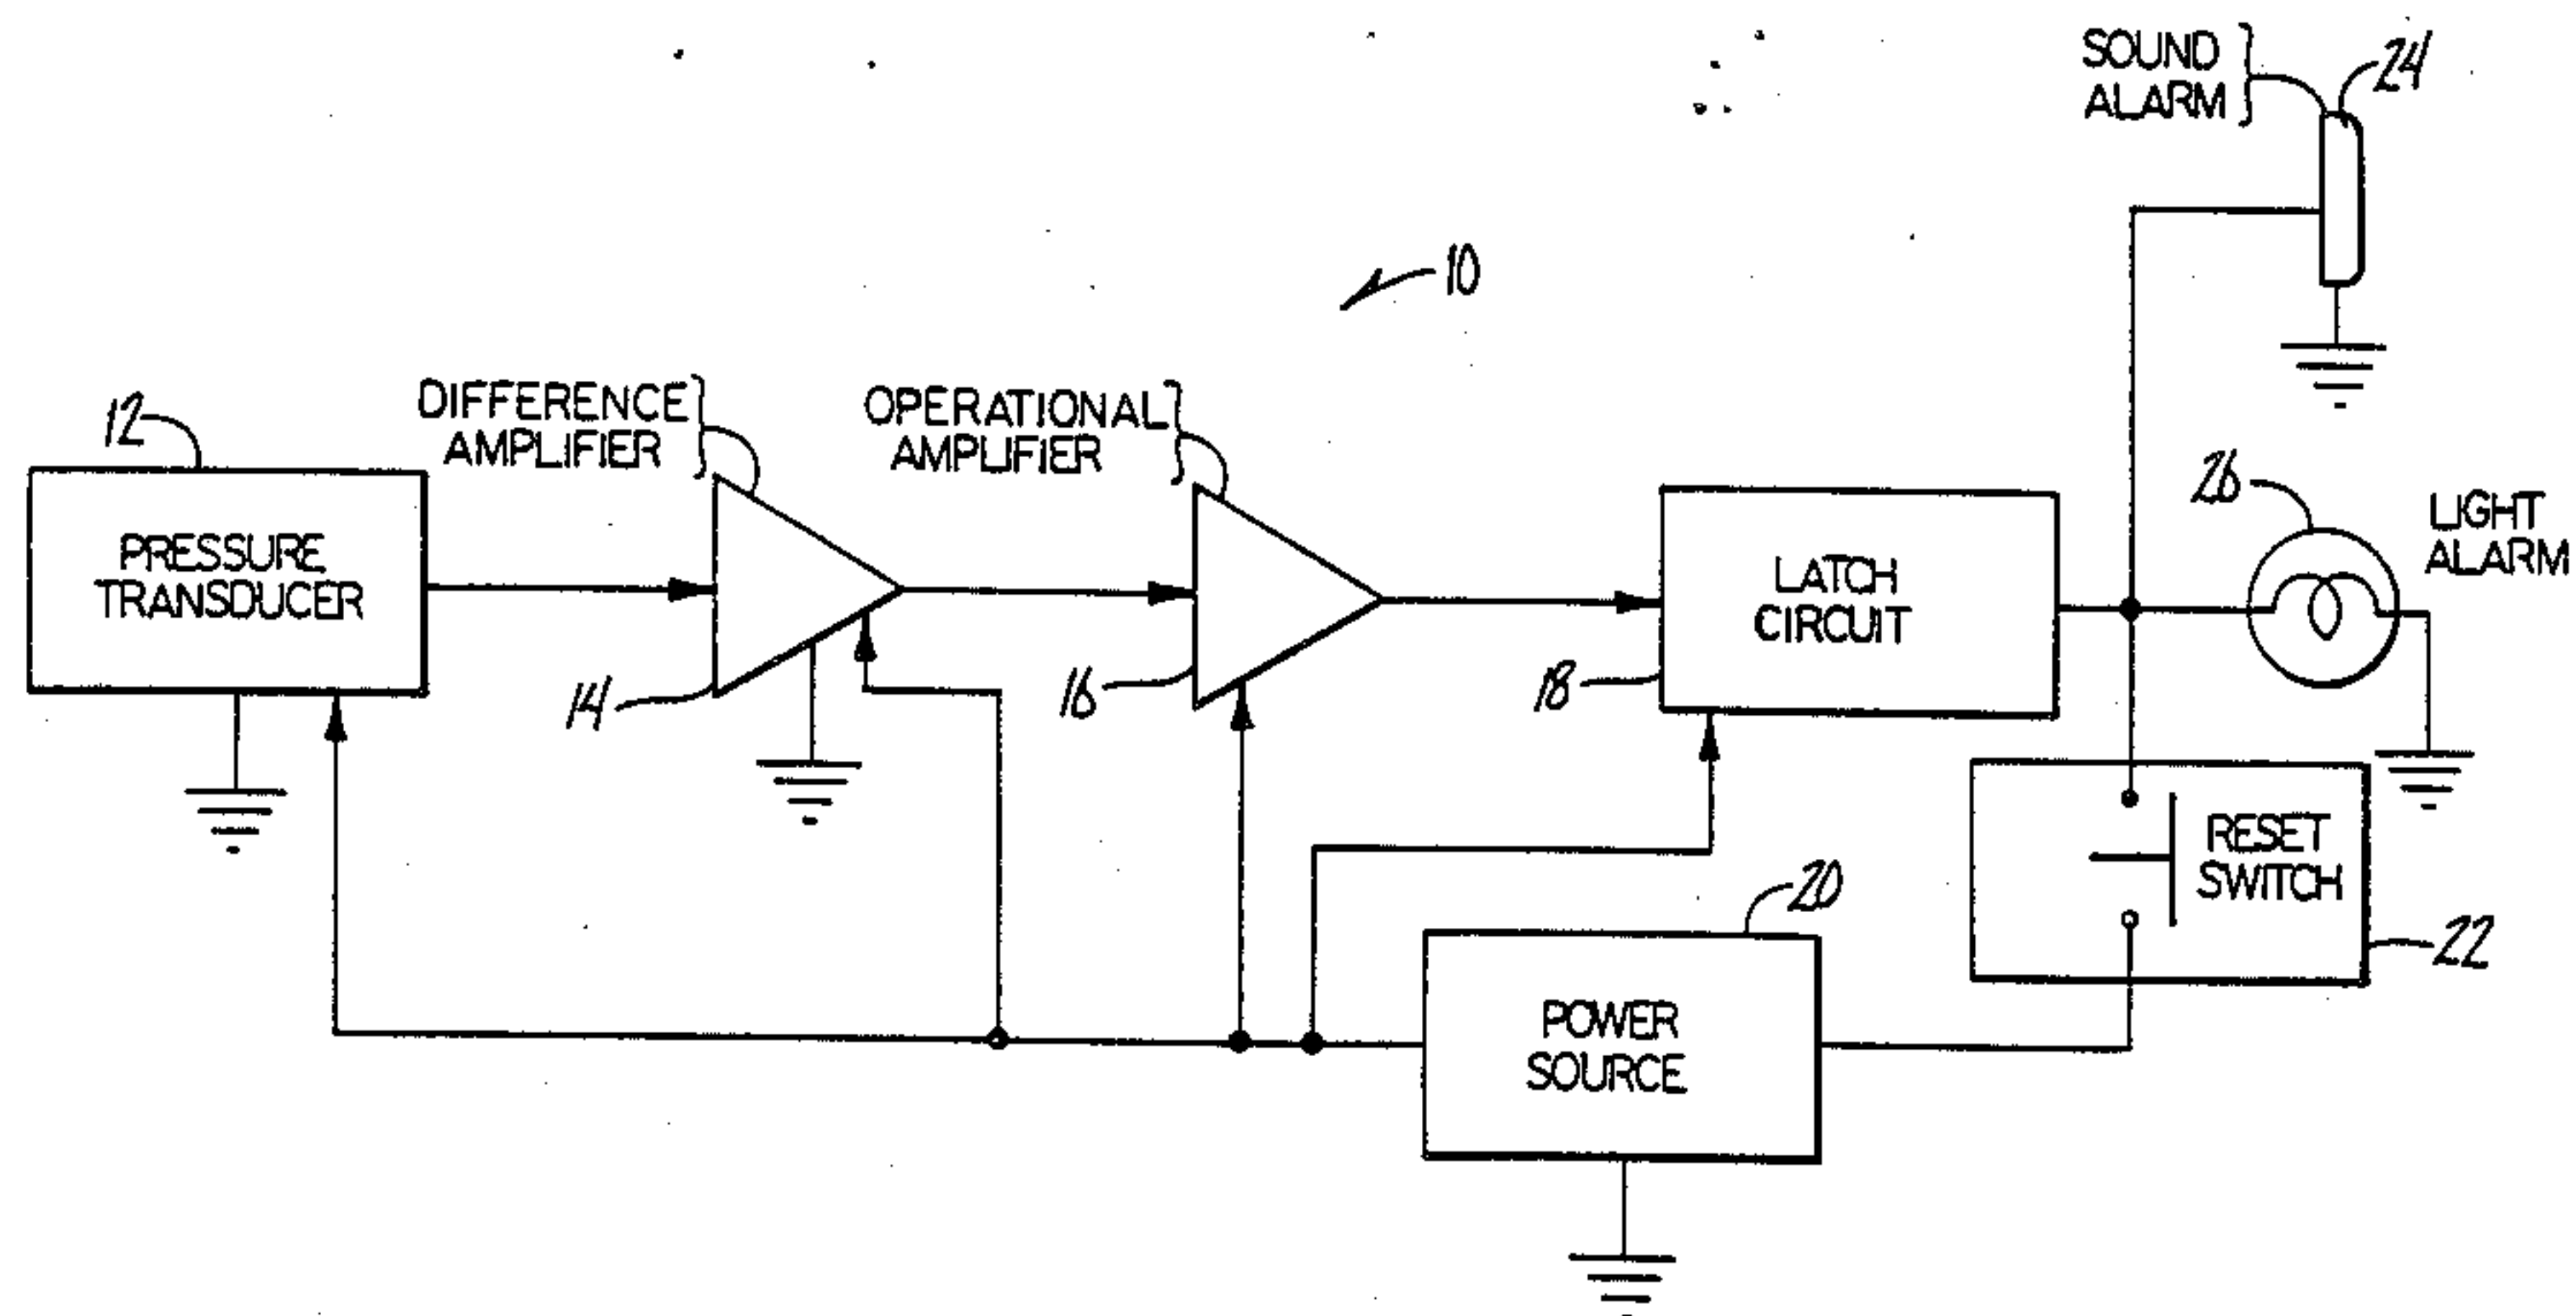 SOUND
ALARM
24
10
DIFFERENCE
AMPLIFIER
OPERATIONAL
AMPLIFIER
12
26
LIGHT
ALARM
PRESSURE
TRANSDUCER
LATCH
CIRCUIT
14
16
18
RESET
SWITCH
20
22
POWER
SOURCE